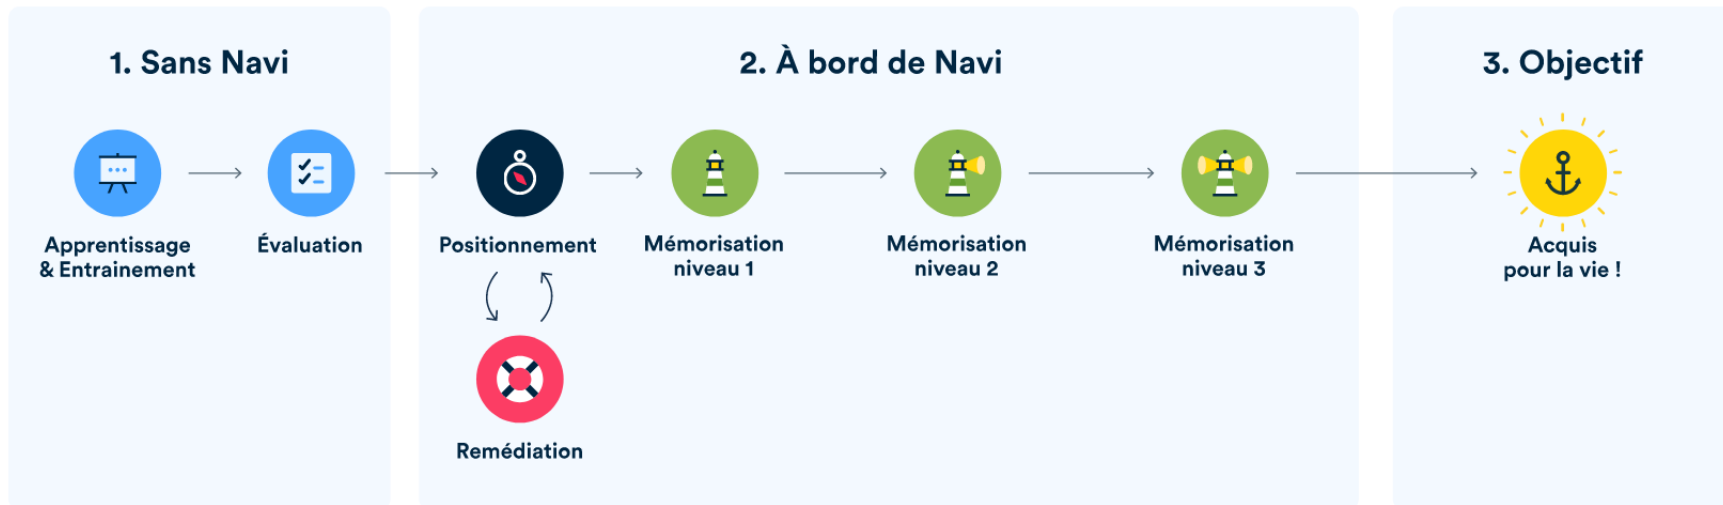 1. Sans Navi
Apprentissage
& Entrainement
Évaluation
2. À bord de Navi
Positionnement
Remédiation
Mémorisation
niveau 1
Mémorisation
niveau 2
Mémorisation
niveau 3
3. Objectif
Acquis
pour la vie !